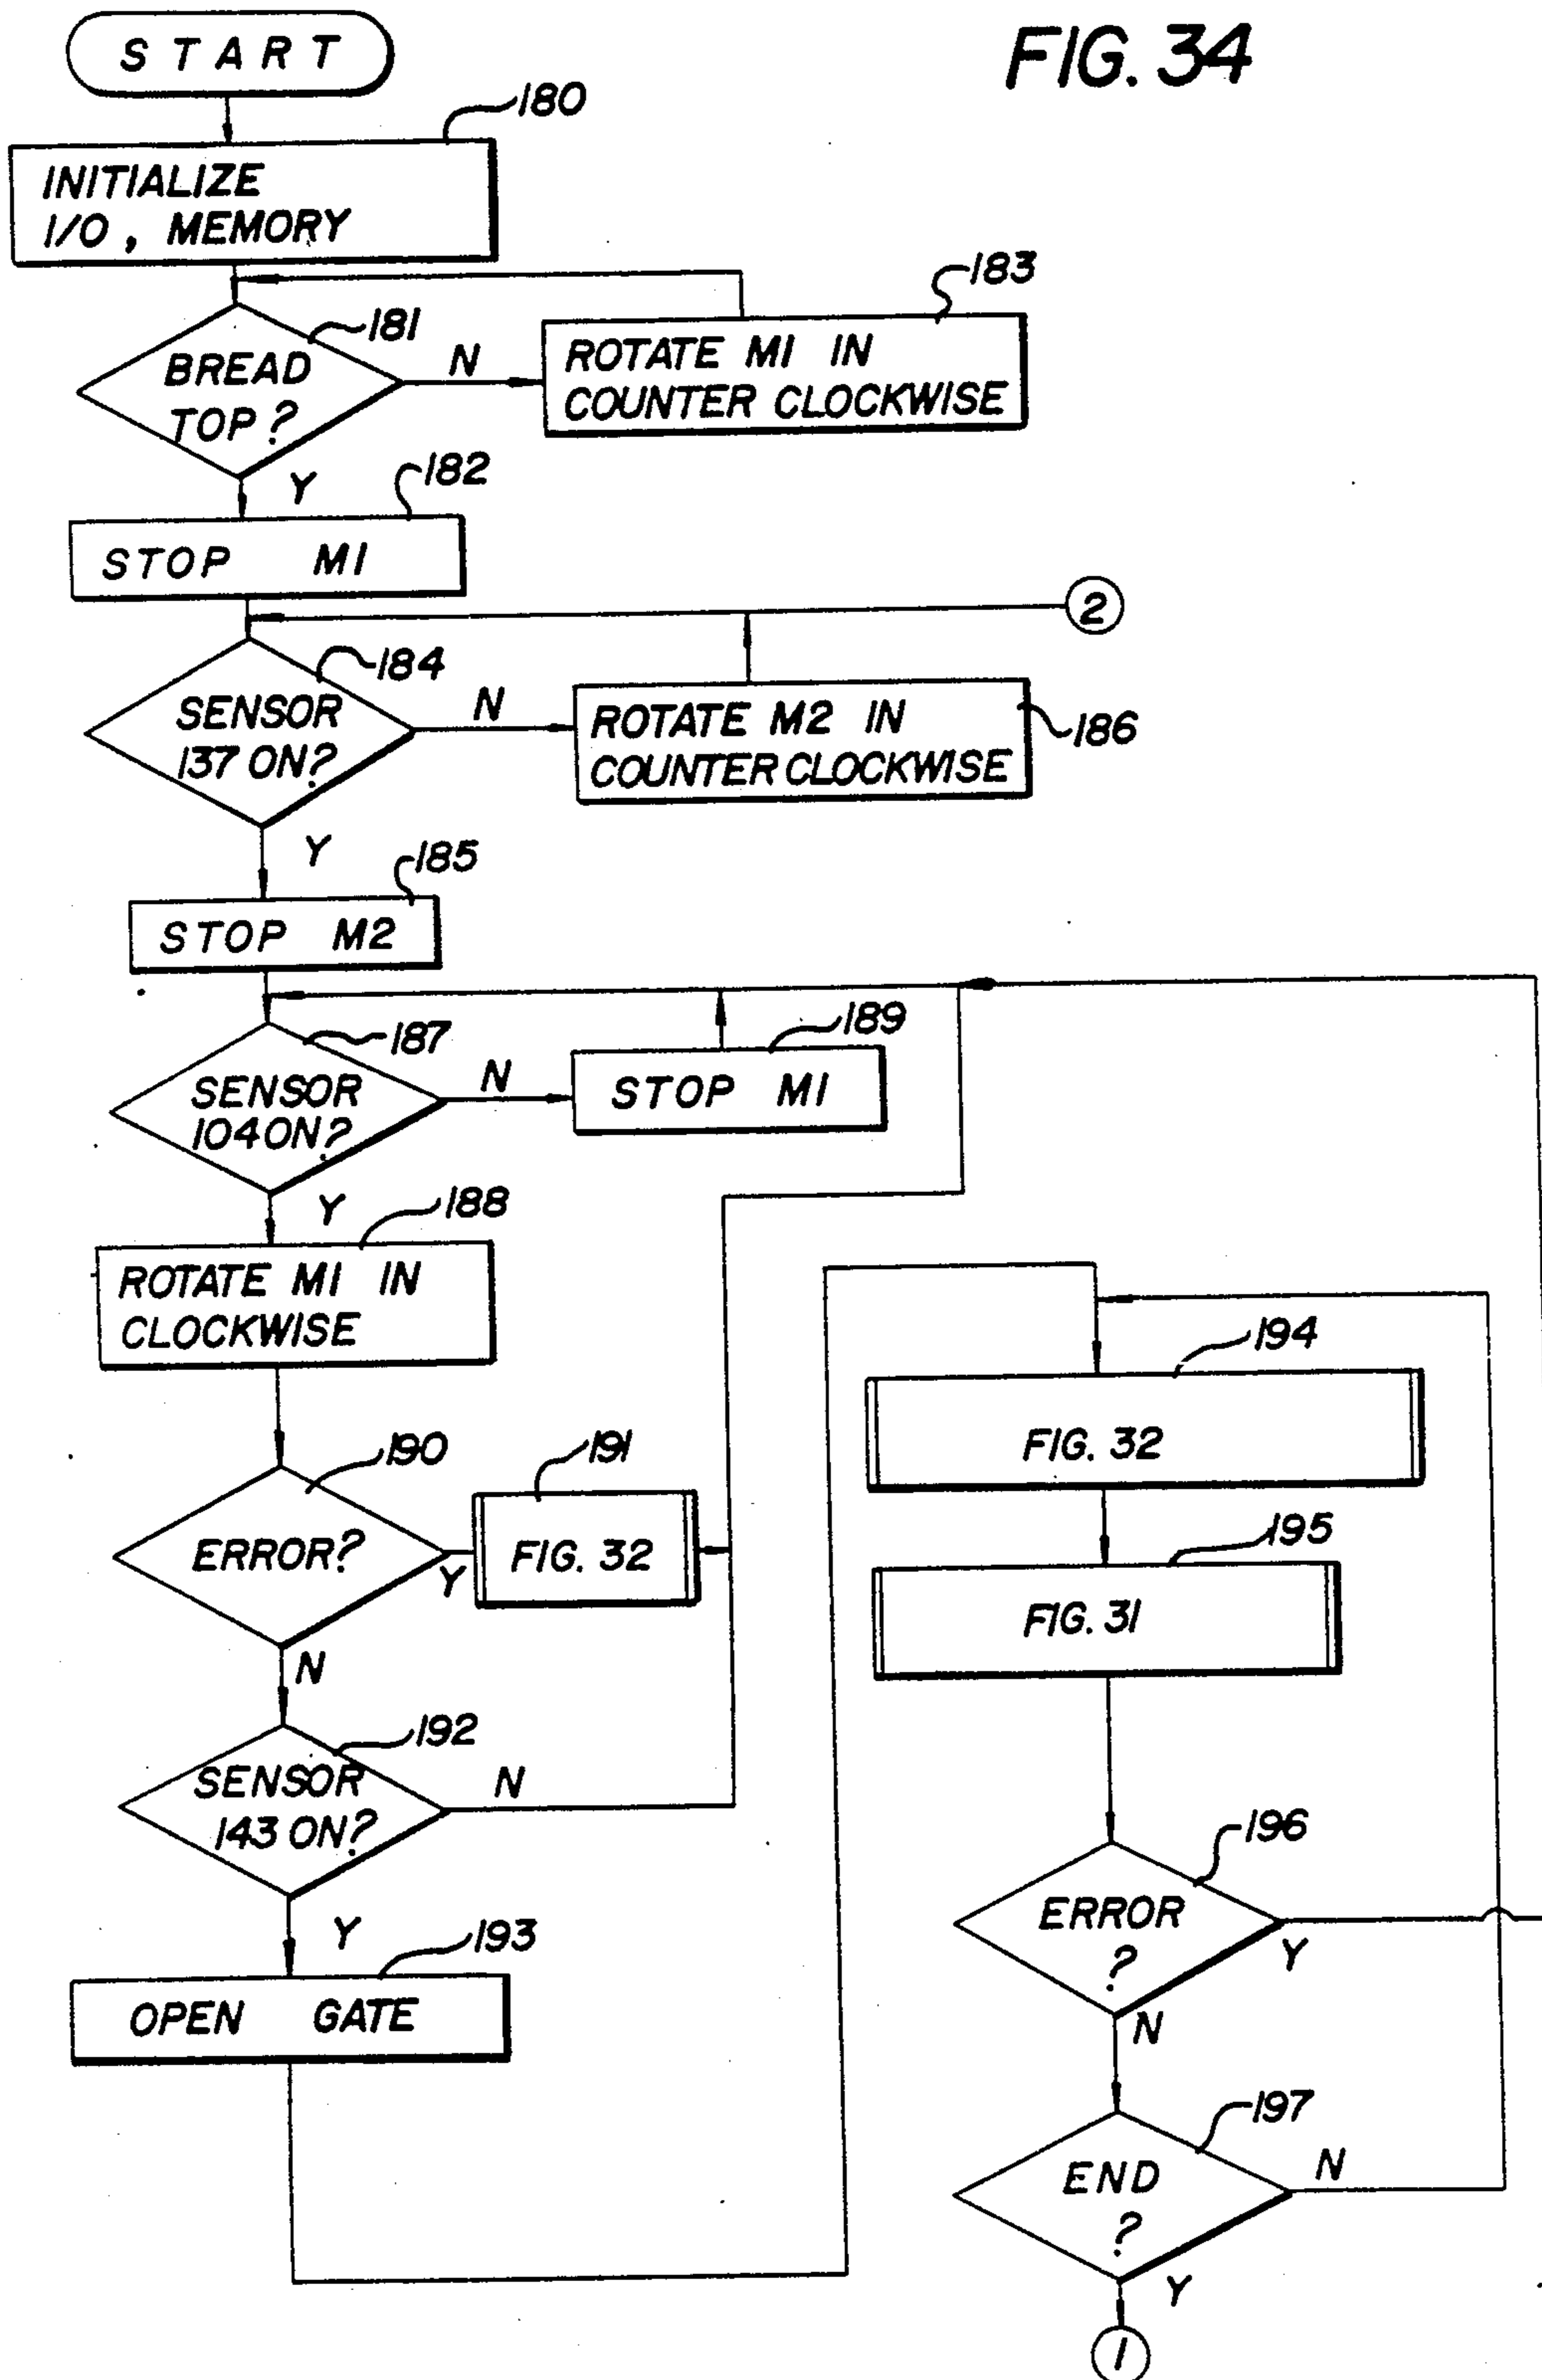 FIG. 34
START
180
INITIALIZE
I/O, MEMORY
181
BREAD
TOP?
N
183
ROTATE M1 IN
COUNTER CLOCKWISE
Y
182
STOP M1
2
184
SENSOR
137 ON?
N
ROTATE M2 IN
COUNTER CLOCKWISE
186
Y
185
STOP M2
187
SENSOR
104 ON?
N
189
STOP M1
Y
188
ROTATE M1 IN
CLOCKWISE
190
ERROR?
Y
191
FIG. 32
N
192
SENSOR
143 ON?
N
Y
193
OPEN GATE
194
FIG. 32
195
FIG. 31
196
ERROR
?
Y
N
197
END
?
N
Y
1